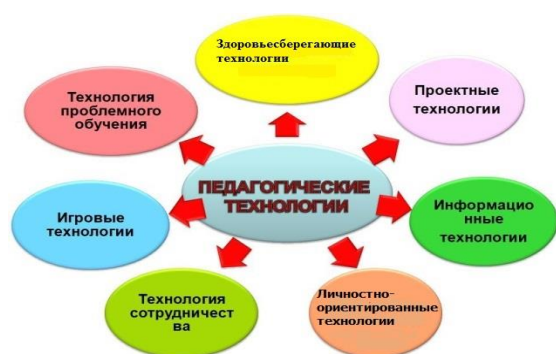 Здоровьесберегающие
технологии
Технология
проблемного
обучения
Проектные
технологии
ПЕДАГОГИЧЕСКИЕ
ТЕХНОЛОГИИ
Игровые
технологии
Информацио
нные
технологии
Технология
сотрудничест
ва
Личностно-
ориентированные
технологии